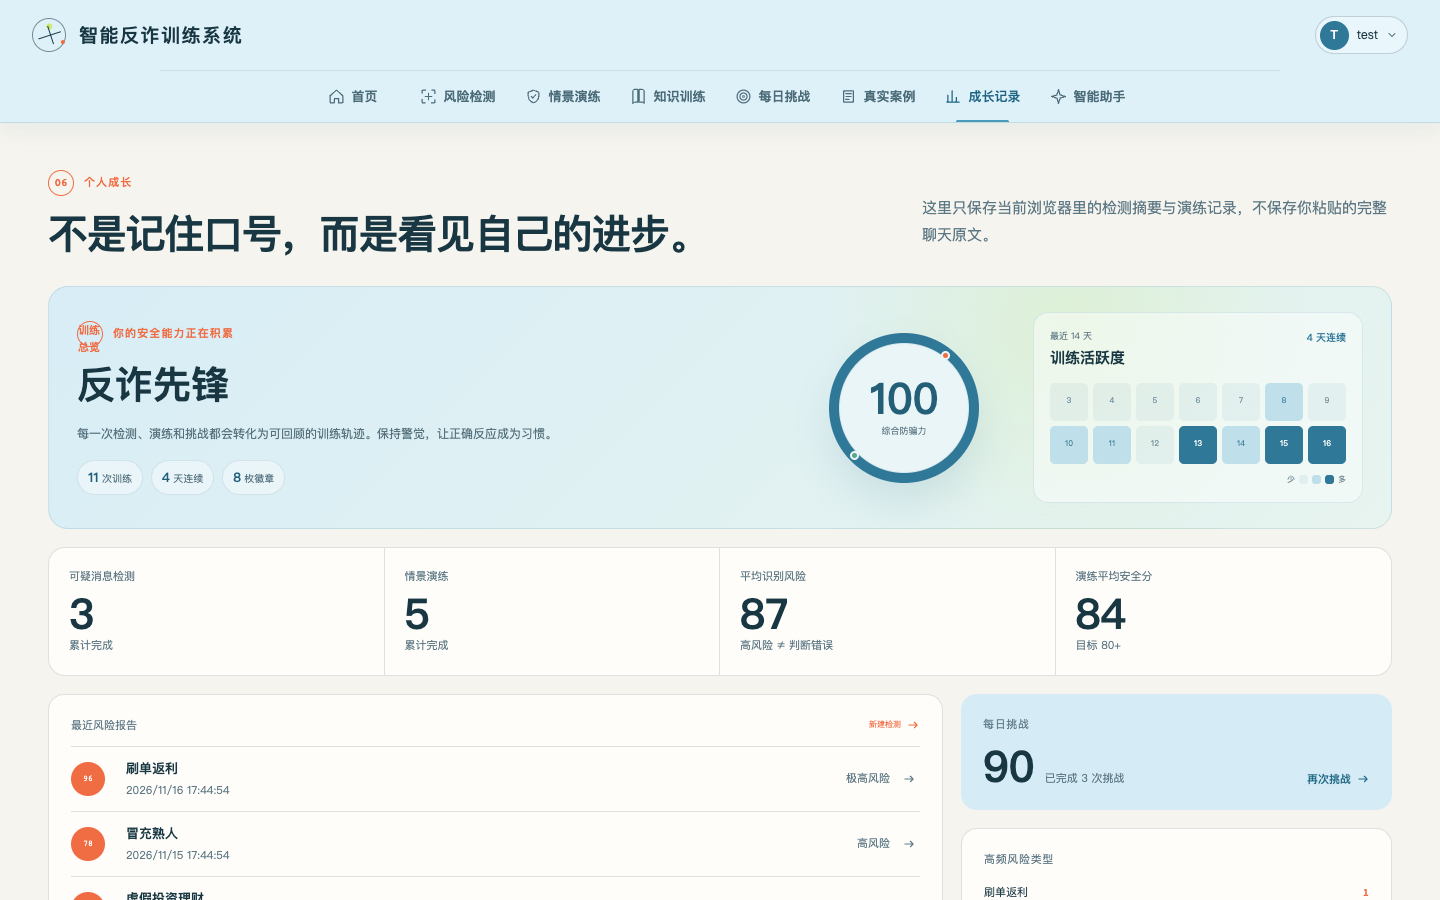 智能反诈训练系统
T test
首页 风险检测 情景演练 知识训练 每日挑战 真实案例 成长记录 智能助手
06 个人成长
不是记住口号，而是看见自己的进步。
这里只保存当前浏览器里的检测摘要与演练记录，不保存你粘贴的完整
聊天原文。
训练
总览
你的安全能力正在积累
反诈先锋
每一次检测、演练和挑战都会转化为可回顾的训练轨迹。保持警觉，让正确反应成为习惯。
11 次训练 4 天连续 8 枚徽章
100
综合防骗力
最近 14 天
训练活跃度
4 天连续
3 4 5 6 7 8 9
10 11 12 13 14 15 16
少 多
可疑消息检测
3
累计完成
情景演练
5
累计完成
平均识别风险
87
高风险 ≠ 判断错误
演练平均安全分
84
目标 80+
最近风险报告 新建检测 →
96 刷单返利
2026/11/16 17:44:54
极高风险 →
78 冒充熟人
2026/11/15 17:44:54
高风险 →
虚假投资理财
每日挑战
90 已完成 3 次挑战
再次挑战 →
高频风险类型
刷单返利 1